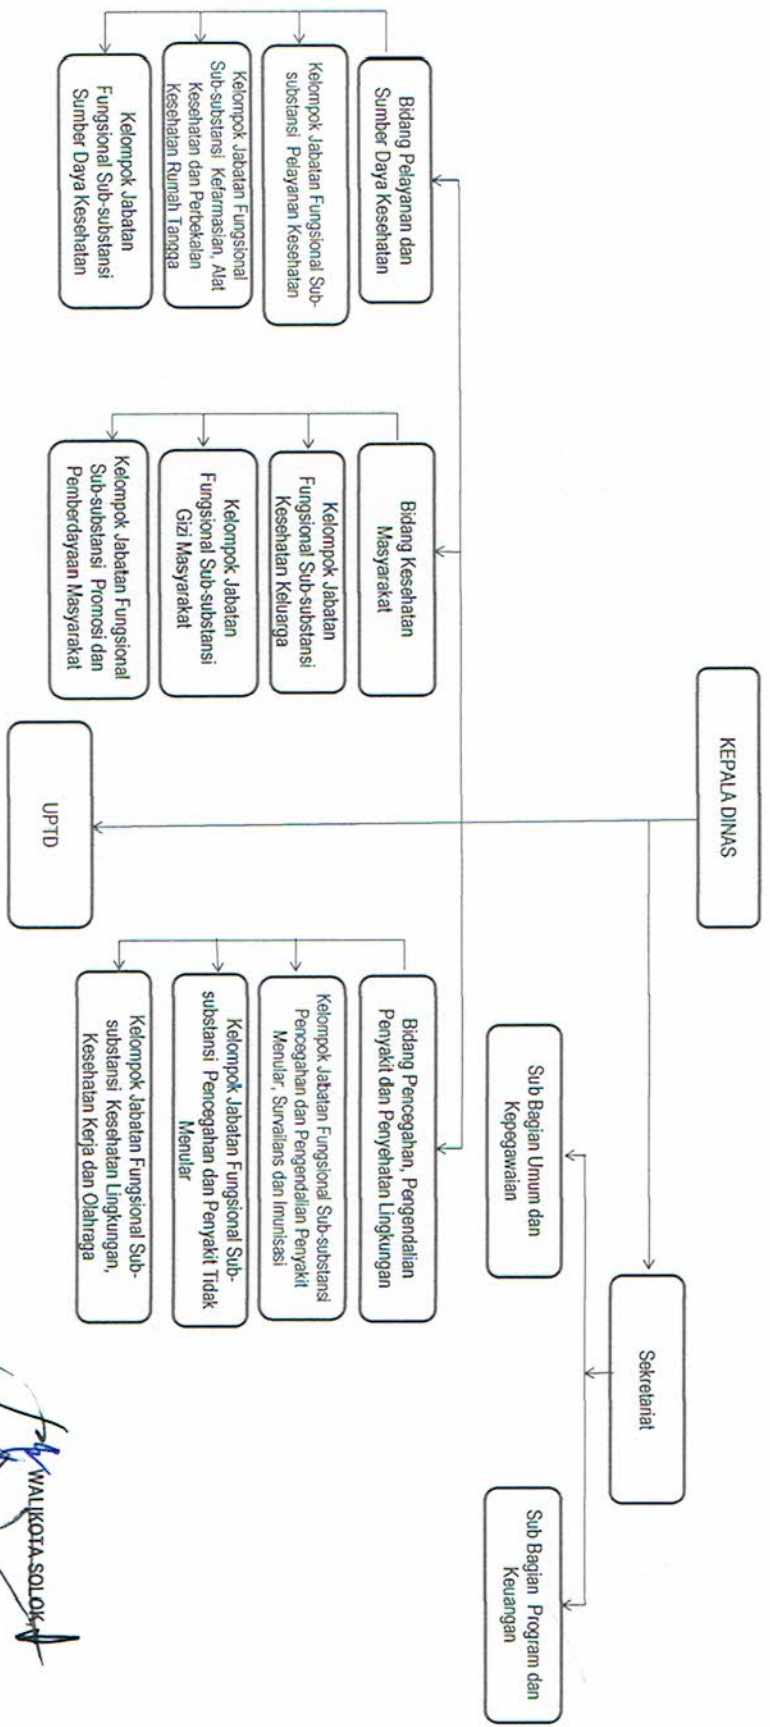 KEPALA DINAS
Sekretariat
Sub Bagian Umum dan
Kepegawaian
Sub Bagian Program dan
Keuangan
Bidang Pelayanan dan
Sumber Daya Kesehatan
Kelompok Jabatan Fungsional Sub-
substansi Pelayanan Kesehatan
Kelompok Jabatan Fungsional
Sub-substansi Kefarmasian, Alat
Kesehatan dan Perbekalan
Kesehatan Rumah Tangga
Kelompok Jabatan
Fungsional Sub-substansi
Sumber Daya Kesehatan
Bidang Kesehatan
Masyarakat
Kelompok Jabatan
Fungsional Sub-substansi
Kesehatan Keluarga
Kelompok Jabatan
Fungsional Sub-substansi
Gizi Masyarakat
Kelompok Jabatan Fungsional
Sub-substansi Promosi dan
Pemberdayaan Masyarakat
Bidang Pencegahan, Pengendalian
Penyakit dan Penyehatan Lingkungan
Kelompok Jabatan Fungsional Sub-substansi
Pencegahan dan Pengendalian Penyakit
Menular, Survailans dan Imunisasi
Kelompok Jabatan Fungsional Sub-
substansi Pencegahan dan Penyakit Tidak
Menular
Kelompok Jabatan Fungsional Sub-
substansi Kesehatan Lingkungan,
Kesehatan Kerja dan Olahraga
UPTD
WALIKOTA SOLOK,